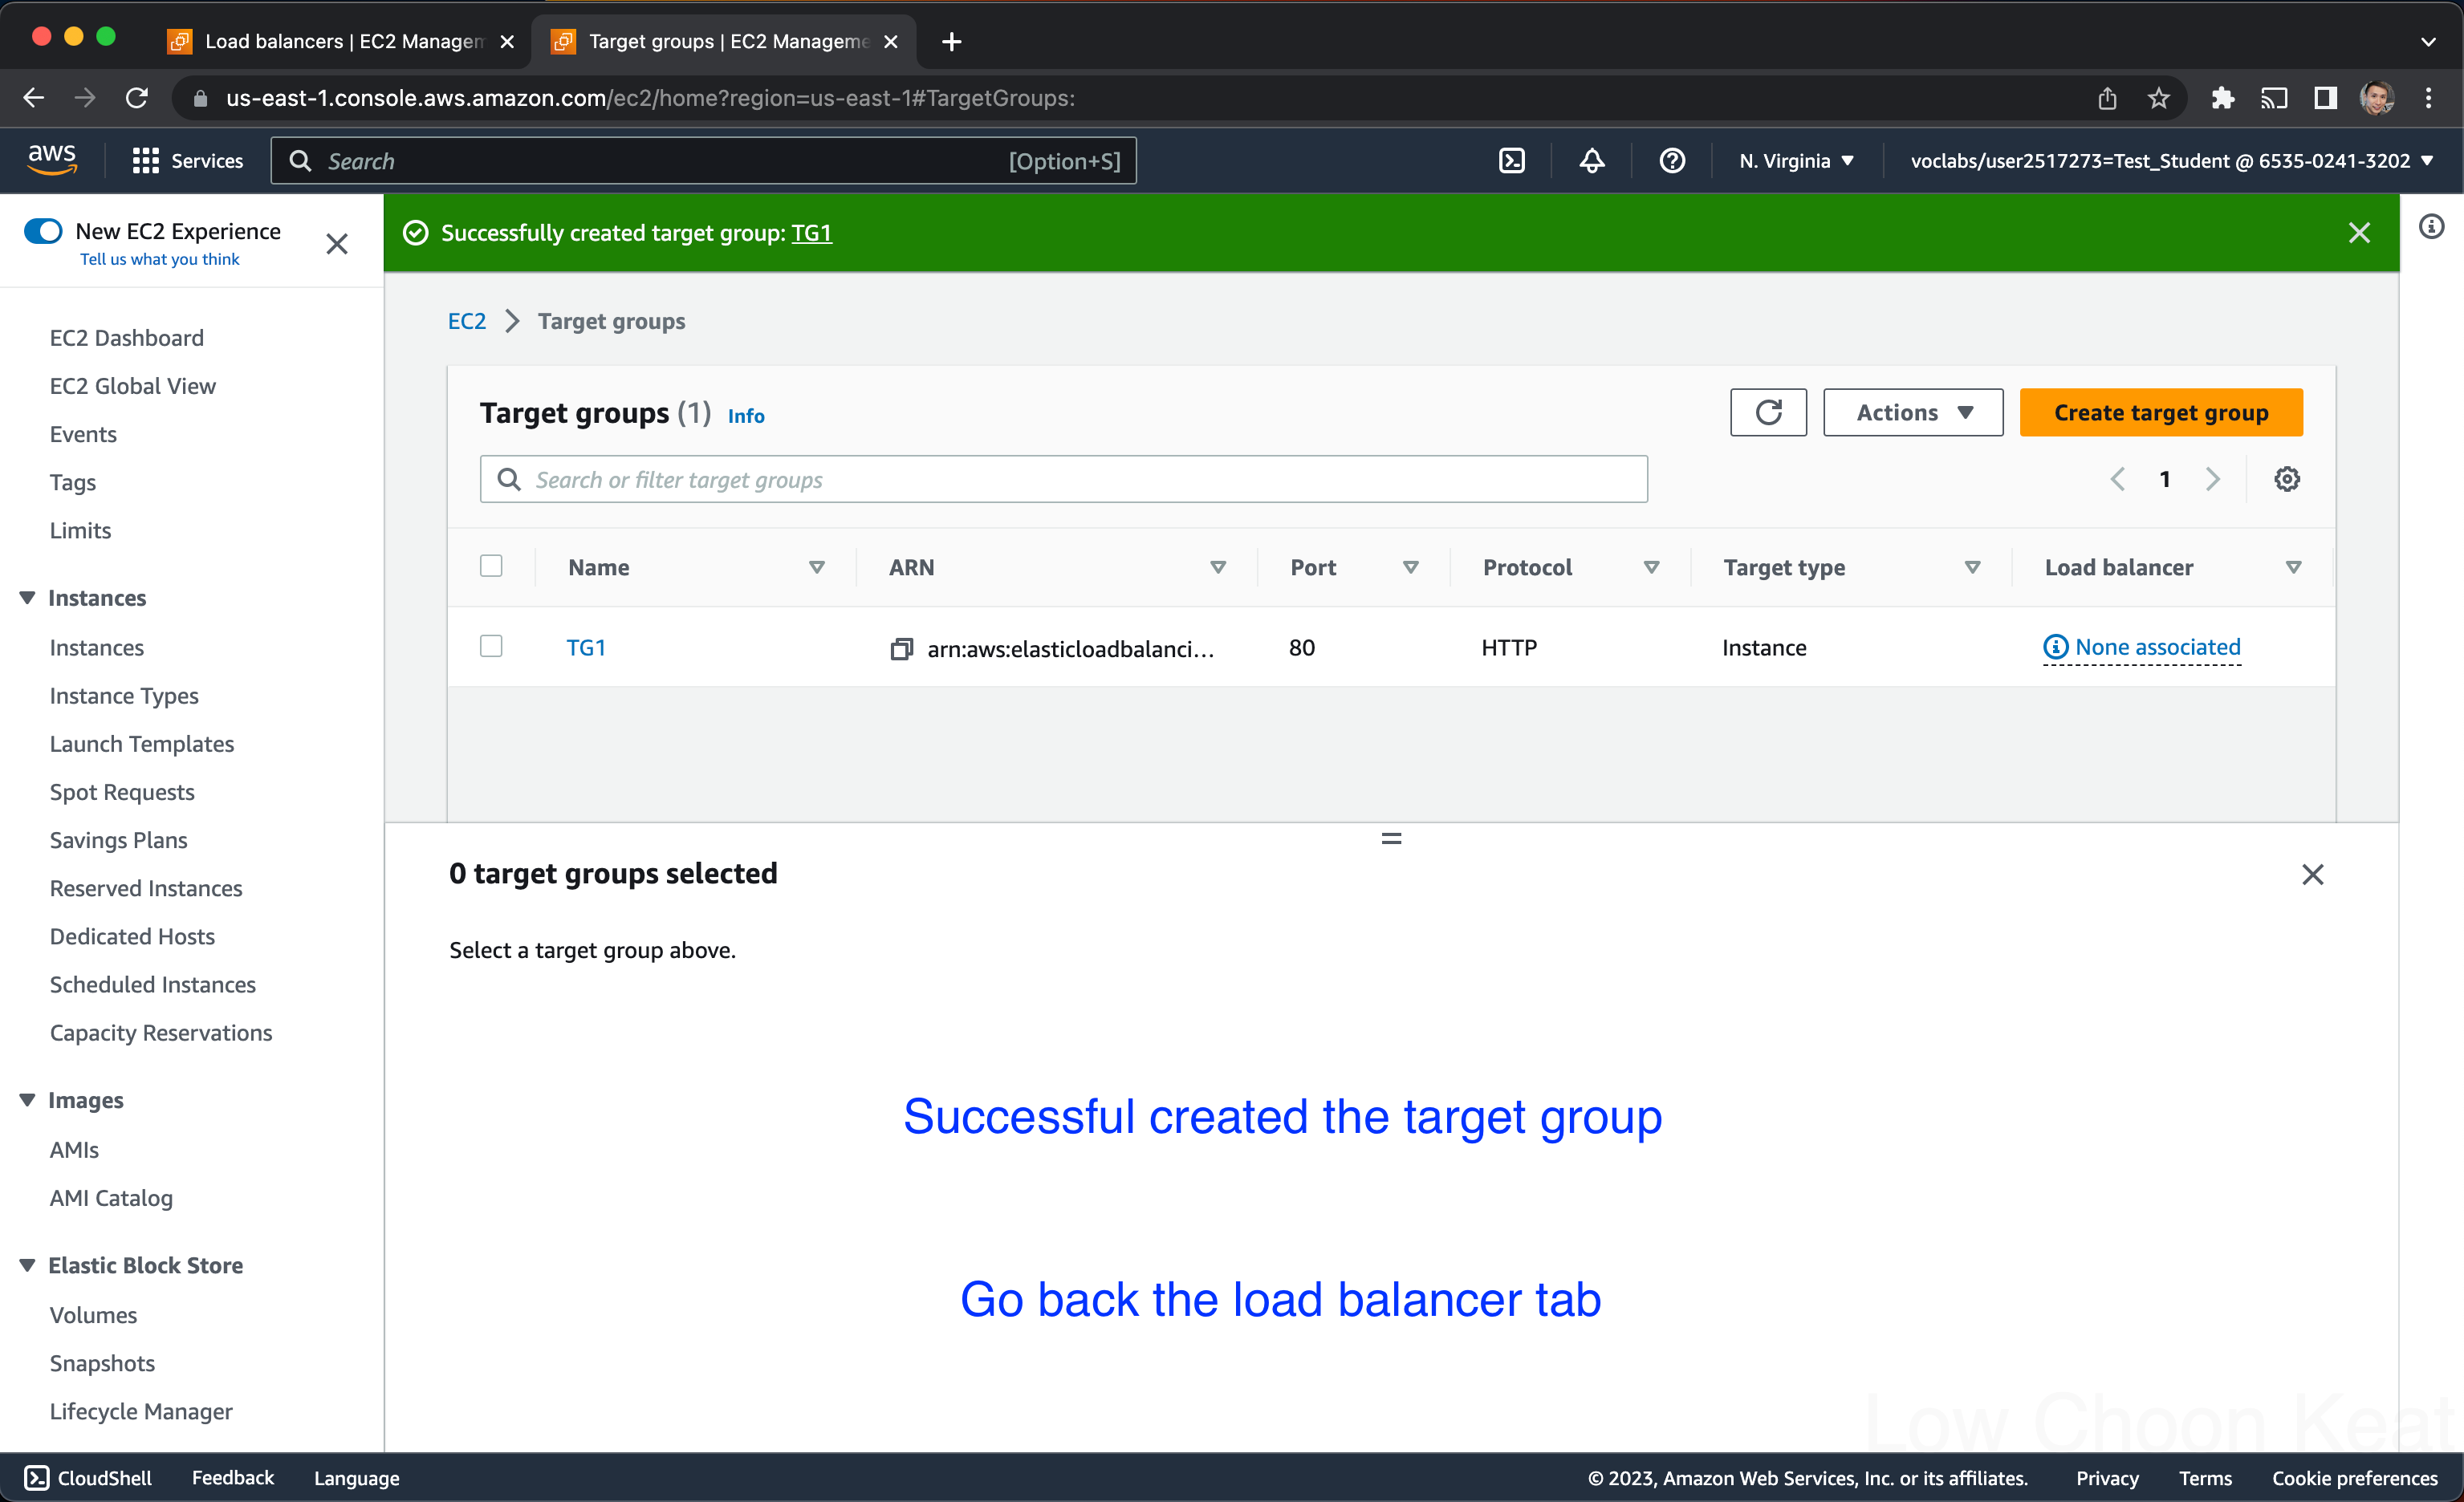 Load balancers | EC2 Managem
Target groups | EC2 Manageme
us-east-1.console.aws.amazon.com/ec2/home?region=us-east-1#TargetGroups:
aws
Services
Search
[Option+S]
N. Virginia
voclabs/user2517273=Test_Student @ 6535-0241-3202
New EC2 Experience
Tell us what you think
Successfully created target group: TG1
EC2 Dashboard
EC2 Global View
Events
Tags
Limits
Instances
Instances
Instance Types
Launch Templates
Spot Requests
Savings Plans
Reserved Instances
Dedicated Hosts
Scheduled Instances
Capacity Reservations
Images
AMIs
AMI Catalog
Elastic Block Store
Volumes
Snapshots
Lifecycle Manager
EC2 > Target groups
Target groups (1) Info
Actions
Create target group
Search or filter target groups
1
Name ARN Port Protocol Target type Load balancer
TG1 arn:aws:elasticloadbalanci... 80 HTTP Instance None associated
0 target groups selected
Select a target group above.
Successful created the target group
Go back the load balancer tab
Low Choon Keat
CloudShell Feedback Language
© 2023, Amazon Web Services, Inc. or its affiliates. Privacy Terms Cookie preferences